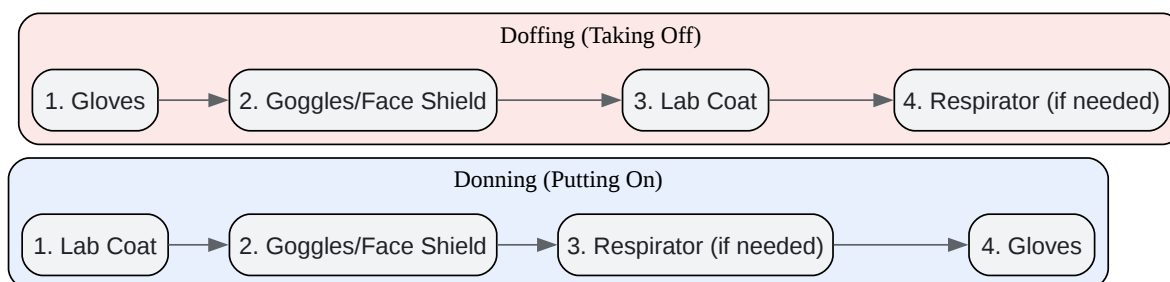 Doffing (Taking Off)
1. Gloves
2. Goggles/Face Shield
3. Lab Coat
4. Respirator (if needed)
Donning (Putting On)
1. Lab Coat
2. Goggles/Face Shield
3. Respirator (if needed)
4. Gloves